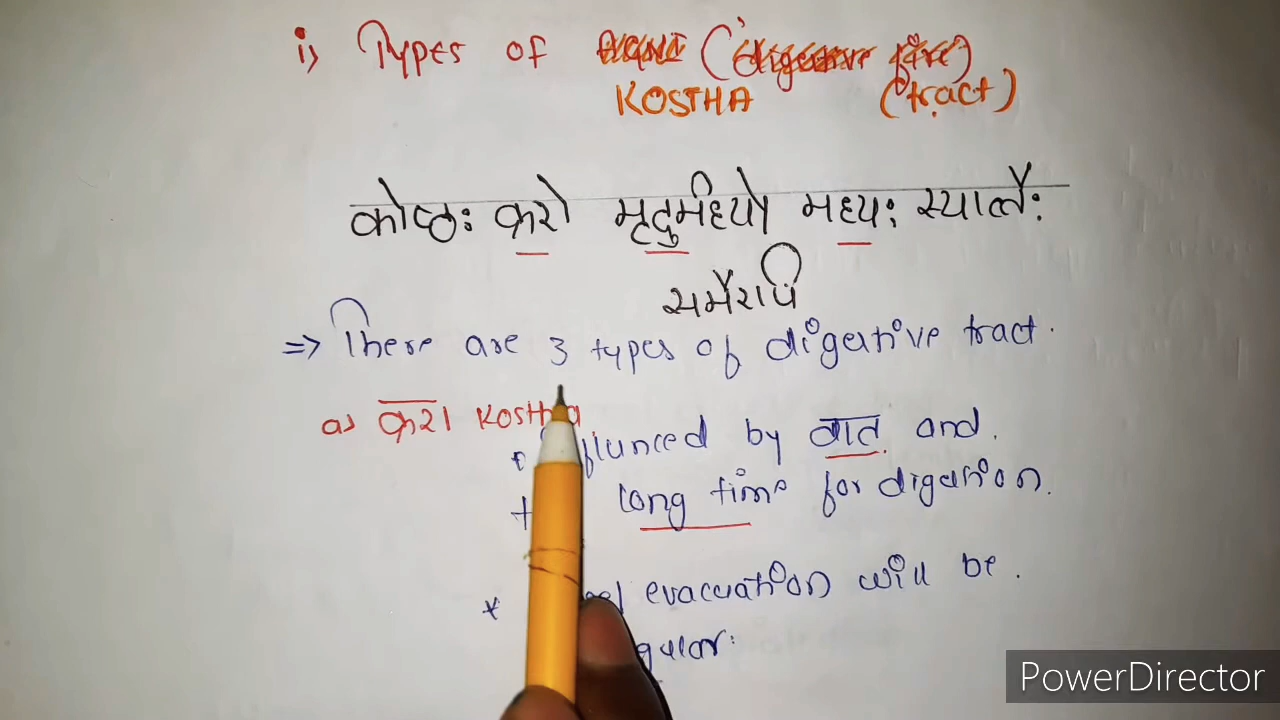 i) Types of
KOSTHA (tract)
कोष्ठः क्रूरो मृदुर्मध्यो मध्यः स्यात्तैः
समैरपि
=> There are 3 types of digestive tract.
a) क्रूरा Kostha
by वात and.
long time for digestion.
* evacuation will be.
PowerDirector